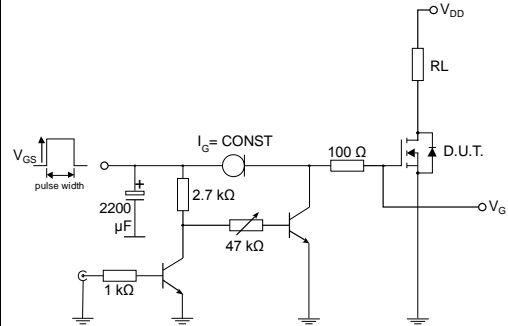 VDD
RL
IG= CONST
VGS
100 Ω
D.U.T.
pulse width
+
2200
μF
2.7 kΩ
VG
47 kΩ
1 kΩ